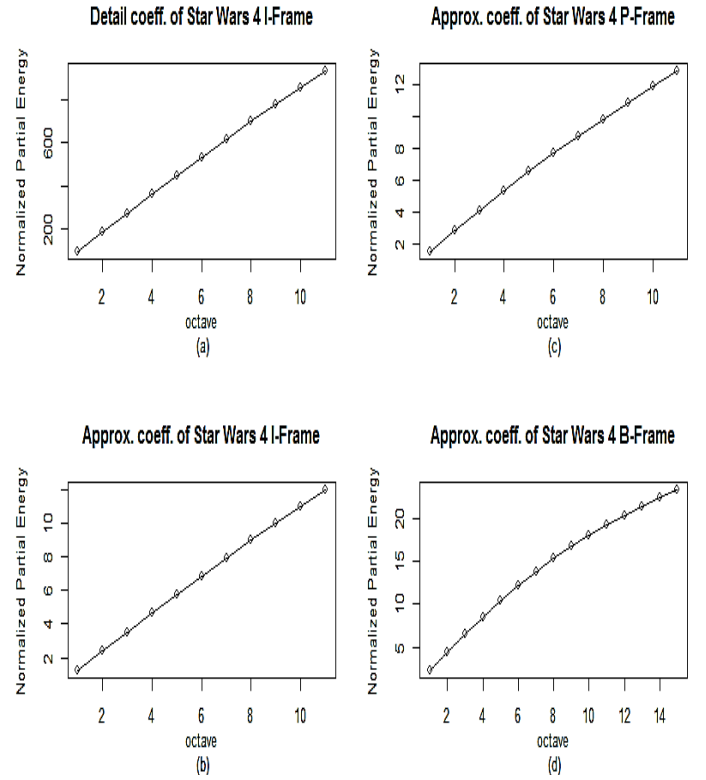 Detail coeff. of Star Wars 4 I-Frame
Normalized Partial Energy
600
200
2 4 6 8 10
octave
(a)
Approx. coeff. of Star Wars 4 P-Frame
Normalized Partial Energy
12
8
6
4
2
2 4 6 8 10
octave
(c)
Approx. coeff. of Star Wars 4 I-Frame
Normalized Partial Energy
10
8
6
4
2
2 4 6 8 10
octave
(b)
Approx. coeff. of Star Wars 4 B-Frame
Normalized Partial Energy
20
15
10
5
2 4 6 8 10 12 14
octave
(d)